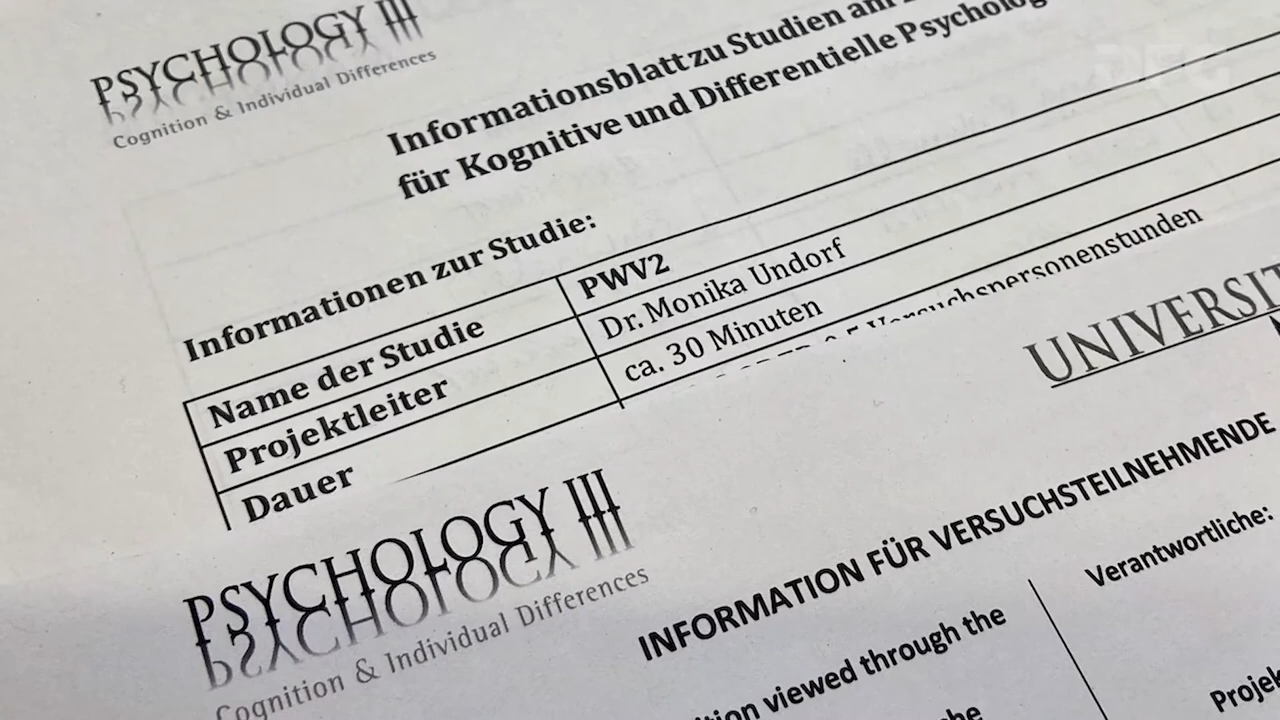 PSYCHOLOGY III
Cognition & Individual Differences
Informationsblatt zu Studien am
für Kognitive und Differentielle
Informationen zur Studie:
Name der Studie PWV2
Projektleiter Dr. Monika Undorf
Dauer ca. 30 Minuten
Versuchspersonenstunden
PSYCHOLOGY III
Cognition & Individual Differences
INFORMATION FÜR VERSUCHSTEILNEHMENDE
viewed through the
Verantwortliche: